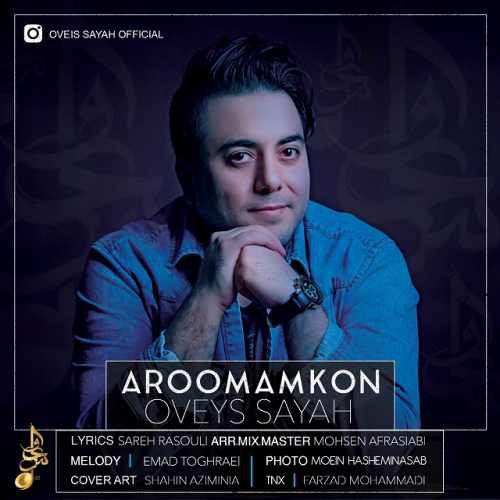 OVEIS SAYAH OFFICIAL
AROOMAMKON
OVEYS SAYAH
LYRICS SAREH RASOULI ARR.MIX.MASTER MOHSEN AFRASIABI
MELODY | EMAD TOGHRAEI | PHOTO MOEIN HASHEMINASAB
COVER ART SHAHIN AZIMINIA | TNX | FARZAD MOHAMMADI